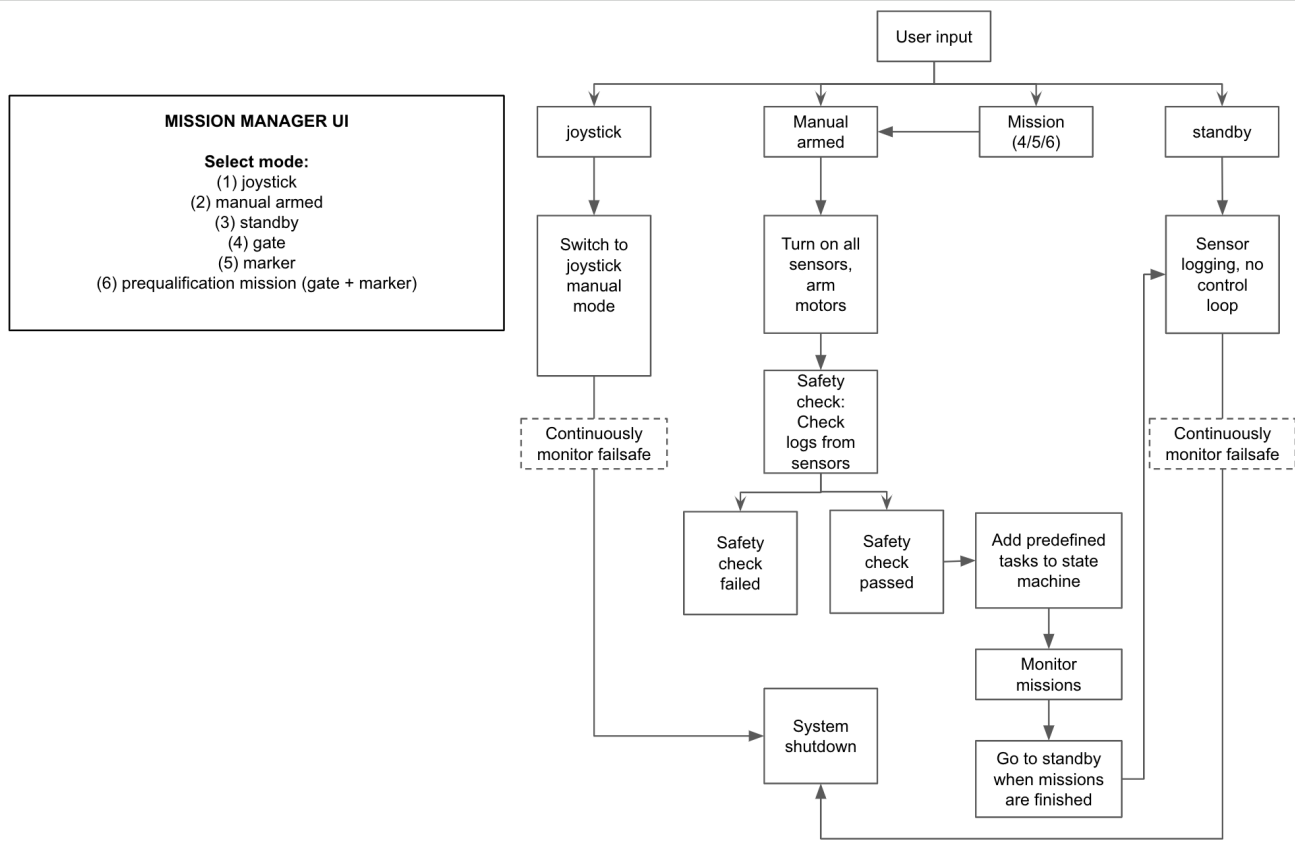 User input
MISSION MANAGER UI
Select mode:
(1) joystick
(2) manual armed
(3) standby
(4) gate
(5) marker
(6) prequalification mission (gate + marker)
joystick
Manual
armed
Mission
(4/5/6)
standby
Switch to
joystick
manual
mode
Turn on all
sensors,
arm
motors
Sensor
logging, no
control
loop
Safety
check:
Check
logs from
sensors
Continuously
monitor failsafe
Continuously
monitor failsafe
Safety
check
failed
Safety
check
passed
Add predefined
tasks to state
machine
Monitor
missions
System
shutdown
Go to standby
when missions
are finished